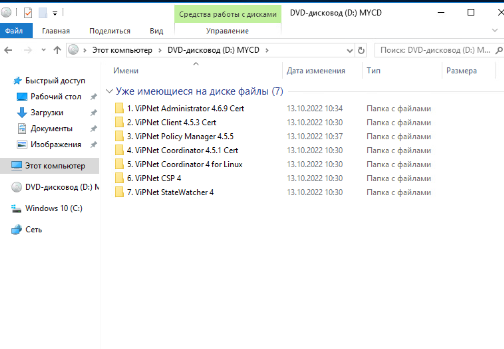 Средства работы с дисками
DVD-дисковод (D:) MYCD
Файл
Главная
Поделиться
Вид
Управление
Этот компьютер
DVD-дисковод (D:) MYCD
Поиск: DVD-дисковод (D:) M...
Имя
Дата изменения
Тип
Размер
Быстрый доступ
Рабочий стол
Загрузки
Документы
Изображения
Этот компьютер
DVD-дисковод (D:) M
Windows 10 (C:)
Сеть
Уже имеющиеся на диске файлы (7)
1. ViPNet Administrator 4.6.9 Cert 13.10.2022 10:34 Папка с файлами
2. ViPNet Client 4.5.3 Cert 13.10.2022 10:30 Папка с файлами
3. ViPNet Policy Manager 4.5.5 13.10.2022 10:37 Папка с файлами
4. ViPNet Coordinator 4.5.1 Cert 13.10.2022 10:30 Папка с файлами
5. ViPNet Coordinator 4 for Linux 13.10.2022 10:30 Папка с файлами
6. ViPNet CSP 4 13.10.2022 10:30 Папка с файлами
7. ViPNet StateWatcher 4 13.10.2022 10:30 Папка с файлами